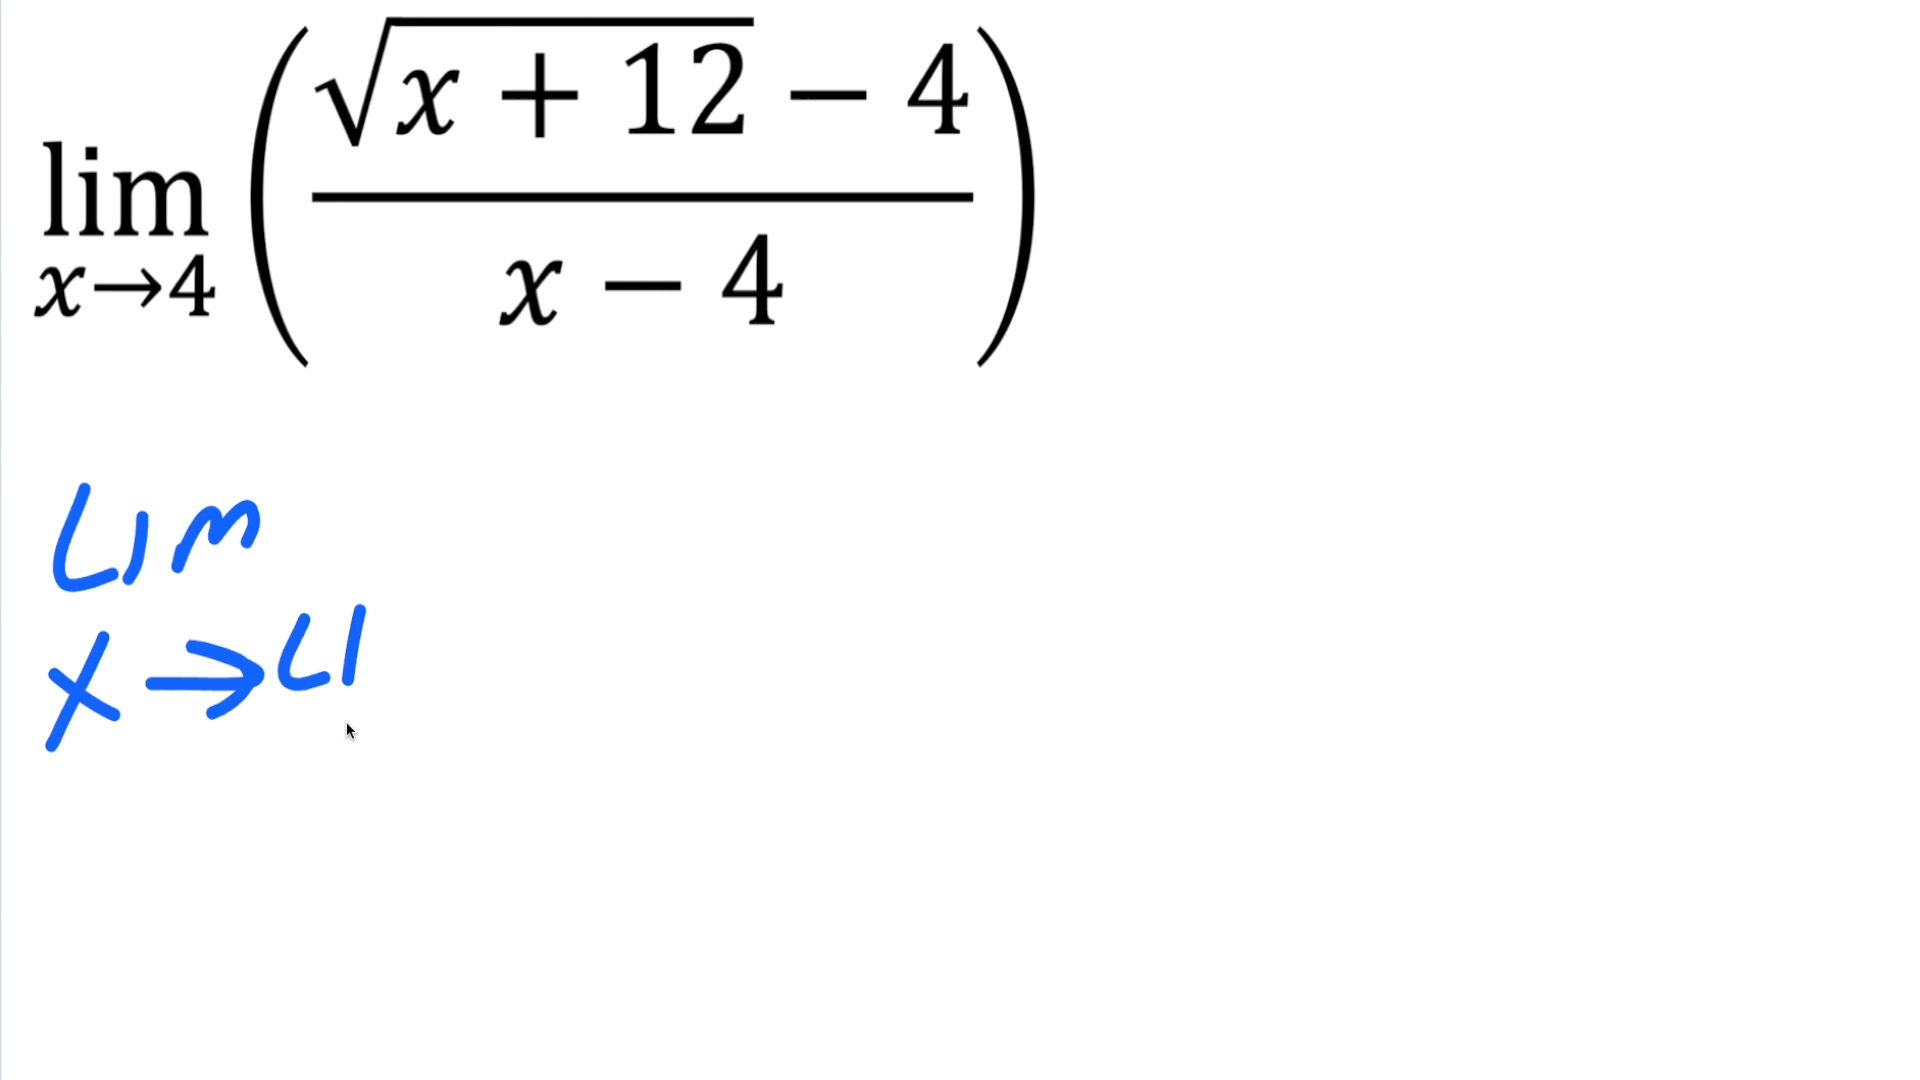 lim x→4 (√(x + 12) − 4 / x − 4)
LIM
X→4